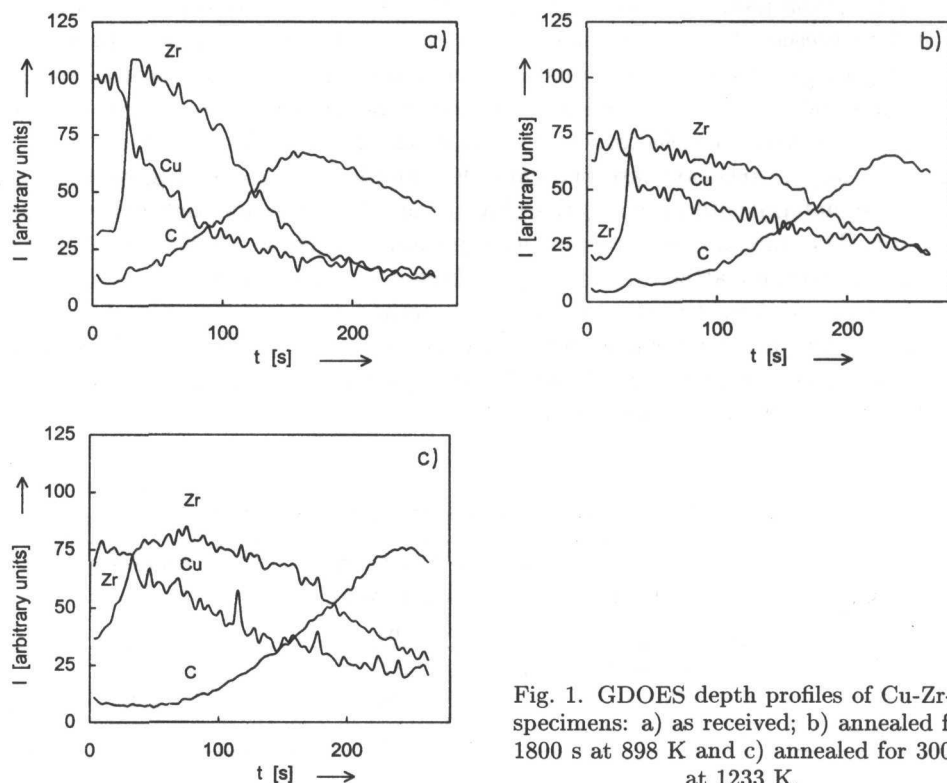 125
100
75
50
25
0
I [arbitrary units]
a)
Zr
Cu
C
0
100
200
t [s]
125
100
75
50
25
0
I [arbitrary units]
b)
Zr
Cu
Zr
C
0
100
200
t [s]
125
100
75
50
25
0
I [arbitrary units]
c)
Zr
Zr
Cu
C
0
100
200
t [s]
Fig. 1. GDOES depth profiles of Cu-Zr-
specimens: a) as received; b) annealed f
1800 s at 898 K and c) annealed for 300
at 1233 K